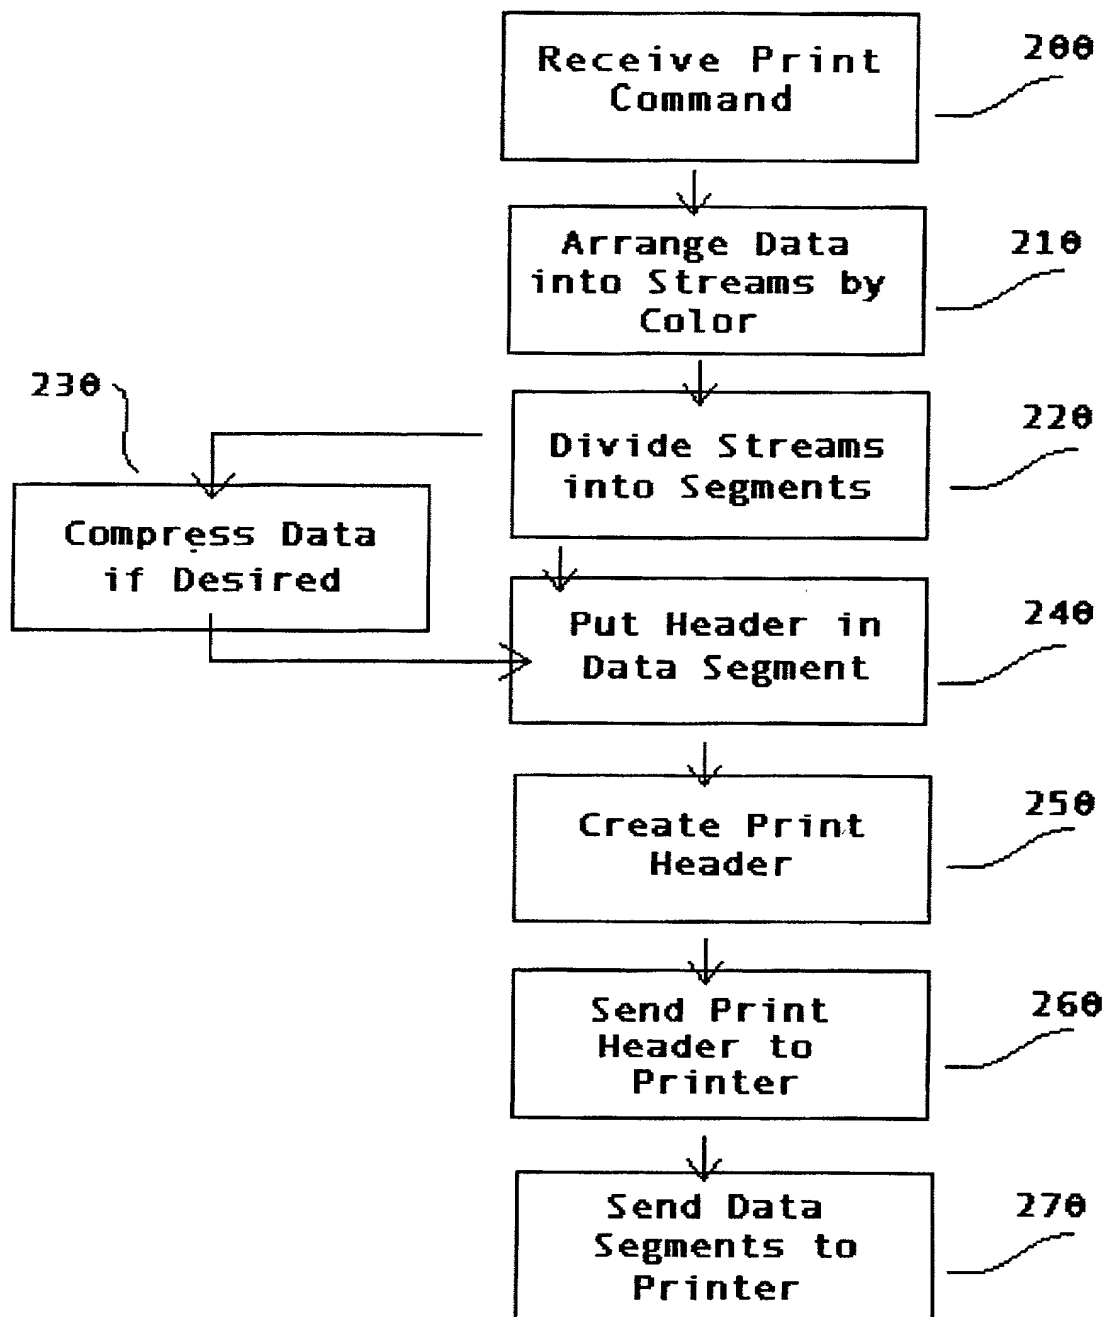 Receive Print
Command
200
Arrange Data
into Streams by
Color
210
230
Divide Streams
into Segments
220
Compress Data
if Desired
Put Header in
Data Segment
240
Create Print
Header
250
Send Print
Header to
Printer
260
Send Data
Segments to
Printer
270